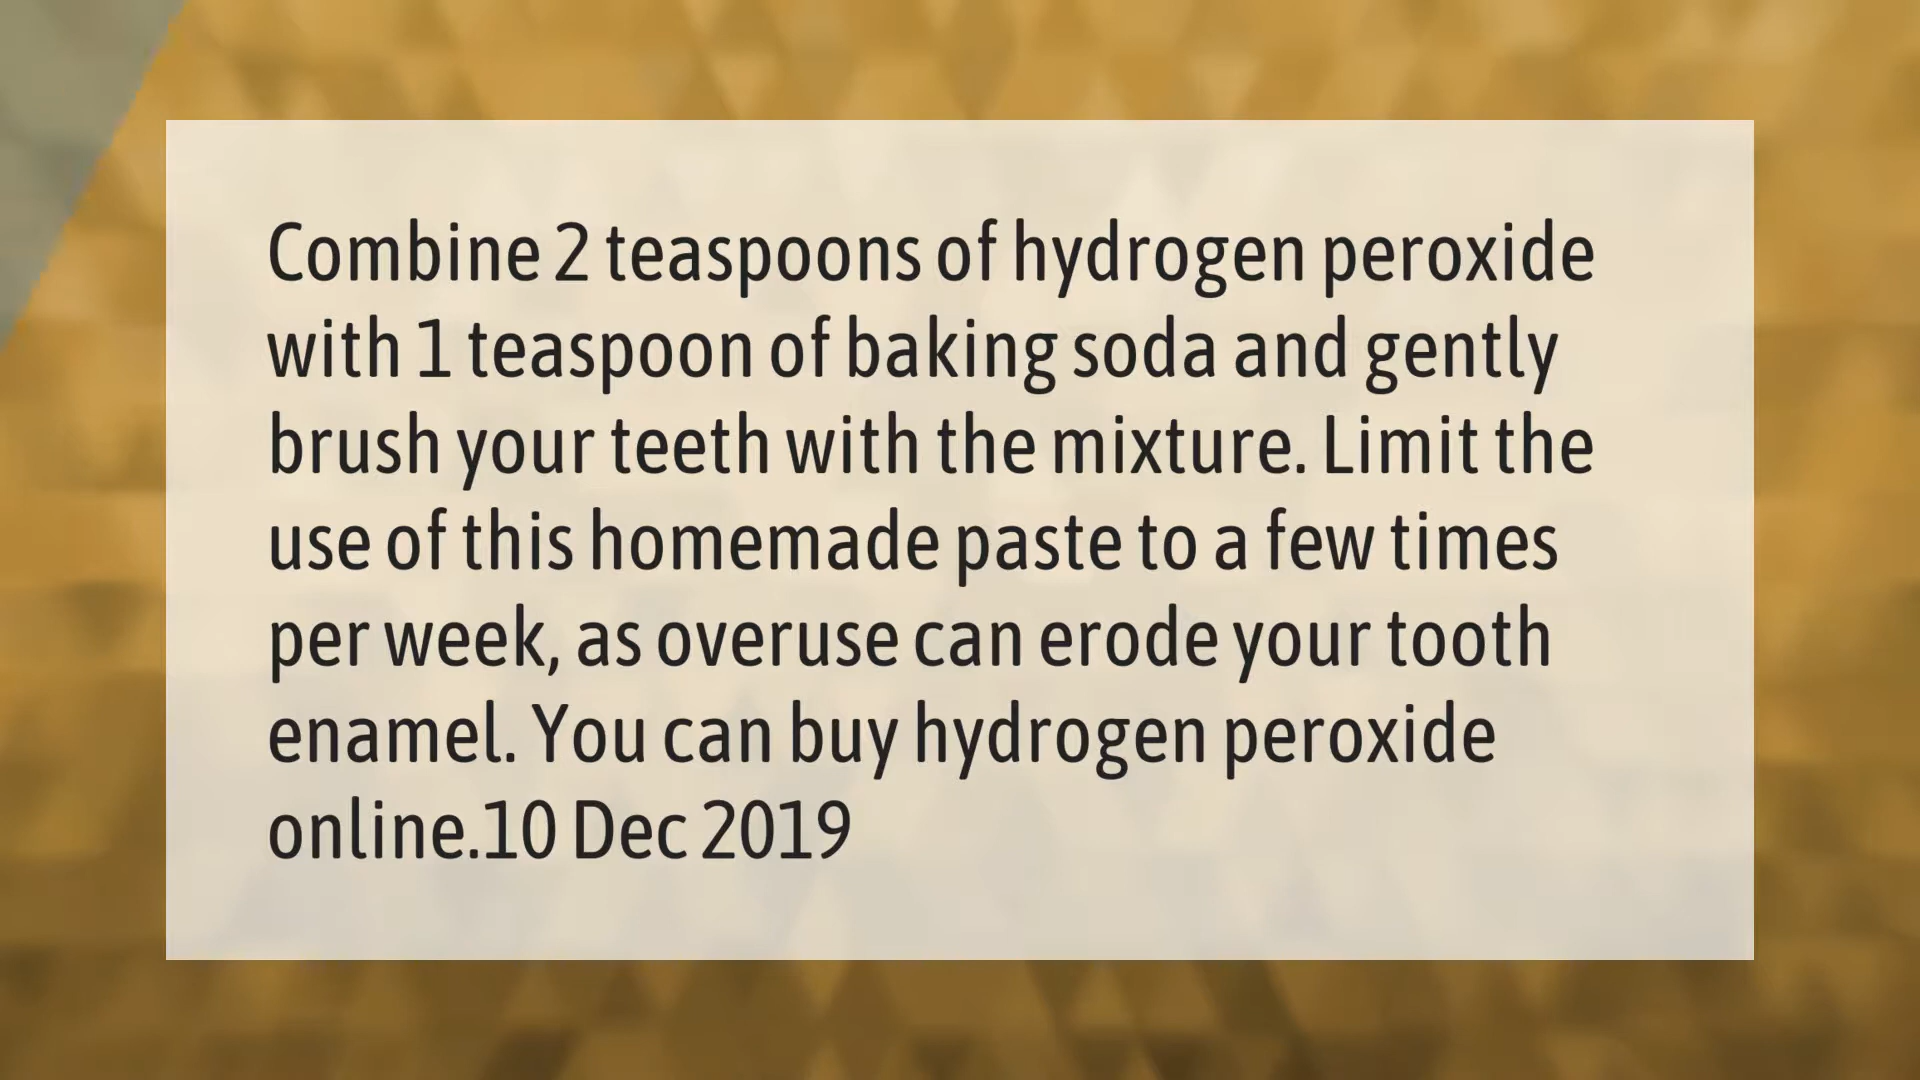 Combine 2 teaspoons of hydrogen peroxide
with 1 teaspoon of baking soda and gently
brush your teeth with the mixture. Limit the
use of this homemade paste to a few times
per week, as overuse can erode your tooth
enamel. You can buy hydrogen peroxide
online.10 Dec 2019